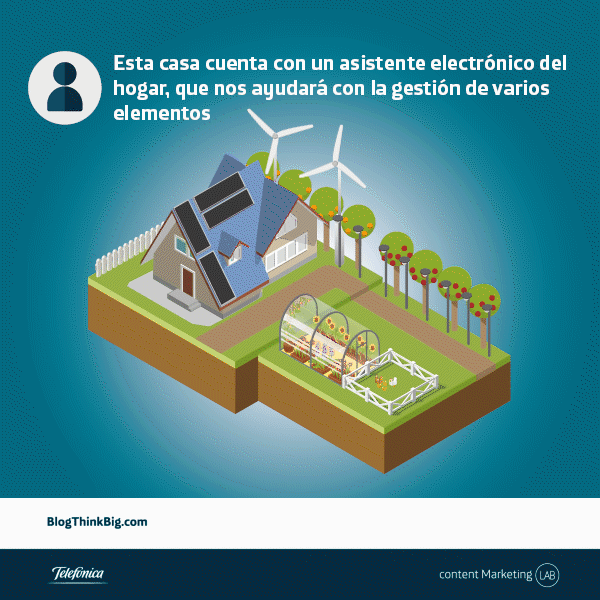 Esta casa cuenta con un asistente electrónico del
hogar, que nos ayudará con la gestión de varios
elementos
BlogThinkBig.com
Telefónica
content Marketing LAB